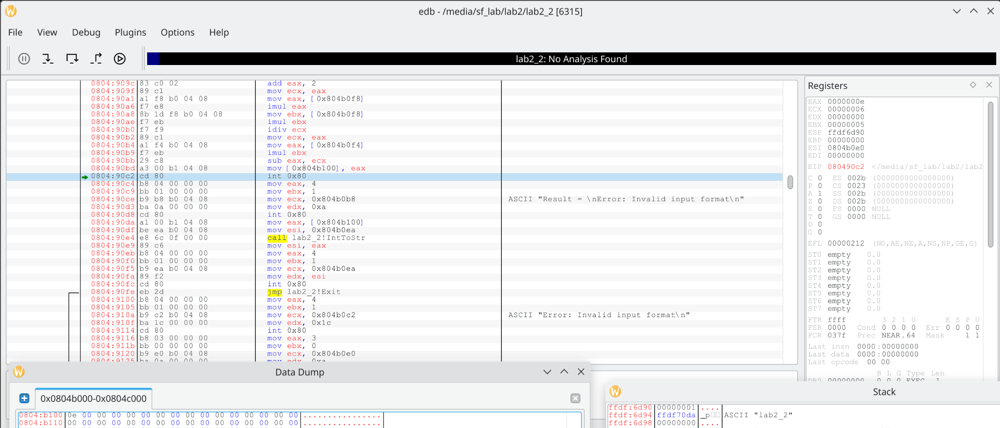 edb - /media/sf_lab/lab2/lab2_2 [6315]
File View Debug Plugins Options Help
lab2_2: No Analysis Found
0804:909c 83 c0 02 add eax, 2
0804:909f 89 c1 mov ecx, eax
0804:90a1 a1 f8 b0 04 08 mov eax, [0x804b0f8]
0804:90a6 f7 e8 imul eax
0804:90a8 8b 1d f8 b0 04 08 mov ebx, [0x804b0f8]
0804:90ae f7 eb imul ebx
0804:90b0 f7 f9 idiv ecx
0804:90b2 89 c1 mov ecx, eax
0804:90b4 a1 f4 b0 04 08 mov eax, [0x804b0f4]
0804:90b9 f7 eb imul ebx
0804:90bb 29 c8 sub eax, ecx
0804:90bd a3 00 b1 04 08 mov [0x804b100], eax
0804:90c2 cd 80 int 0x80
0804:90c4 b8 04 00 00 00 mov eax, 4
0804:90c9 bb 01 00 00 00 mov ebx, 1
0804:90ce b9 b8 b0 04 08 mov ecx, 0x804b0b8 ASCII "Result = \nError: Invalid input format\n"
0804:90d3 ba 0a 00 00 00 mov edx, 0xa
0804:90d8 cd 80 int 0x80
0804:90da a1 00 b1 04 08 mov eax, [0x804b100]
0804:90df be ea b0 04 08 mov esi, 0x804b0ea
0804:90e4 e8 6c 0f 00 00 call lab2_2!IntToStr
0804:90e9 89 c6 mov esi, eax
0804:90eb b8 04 00 00 00 mov eax, 4
0804:90f0 bb 01 00 00 00 mov ebx, 1
0804:90f5 b9 ea b0 04 08 mov ecx, 0x804b0ea
0804:90fa 89 f2 mov edx, esi
0804:90fc cd 80 int 0x80
0804:90fe eb 2d jmp lab2_2!Exit
0804:9100 b8 04 00 00 00 mov eax, 4
0804:9105 bb 01 00 00 00 mov ebx, 1
0804:910a b9 c2 b0 04 08 mov ecx, 0x804b0c2 ASCII "Error: Invalid input format\n"
0804:910f ba 1c 00 00 00 mov edx, 0x1c
0804:9114 cd 80 int 0x80
0804:9116 b8 03 00 00 00 mov eax, 3
0804:911b bb 00 00 00 00 mov ebx, 0
0804:9120 b9 e0 b0 04 08 mov ecx, 0x804b0e0
0804:9125 ba 0a 00 00 00 mov edx, 0xa
Registers
EAX 0000000e
ECX 00000006
EDX 00000000
EBX 00000005
ESP ffdf6d90
EBP 00000000
ESI 0804b0e0
EDI 00000000
EIP 080490c2 </media/sf_lab/lab2/lab2
C 0 ES 002b (0000000000000000)
P 0 CS 0023 (0000000000000000)
A 1 SS 002b (0000000000000000)
Z 0 DS 002b (0000000000000000)
S 0 FS 0000 NULL
T 0 GS 0000 NULL
D 0
O 0
EFL 00000212 (NO,AE,NE,A,NS,NP,GE,G)
ST0 empty 0.0
ST1 empty 0.0
ST2 empty 0.0
ST3 empty 0.0
ST4 empty 0.0
ST5 empty 0.0
ST6 empty 0.0
ST7 empty 0.0
FTR ffff 3 2 1 0 E S P U
FSR 0000 Cond 0 0 0 0 Err 0 0 0 0
FCR 037f Prec NEAR,64 Mask 1 1
Last insn 0000:00000000
Last data 0000:00000000
Last opcode 00 00
B L G Type Len
DR0 00000000 0 0 0 EXEC 1
Data Dump
0x0804b000-0x0804c000
0804:b100 0e 00 00 00 00 00 00 00 00 00 00 00 00 00 00 00 ................
0804:b110 00 00 00 00 00 00 00 00 00 00 00 00 00 00 00 00 ................
Stack
ffdf:6d90 00000001 ....
ffdf:6d94 ffdf70da _p ASCII "lab2_2"
ffdf:6d98 00000000 ....